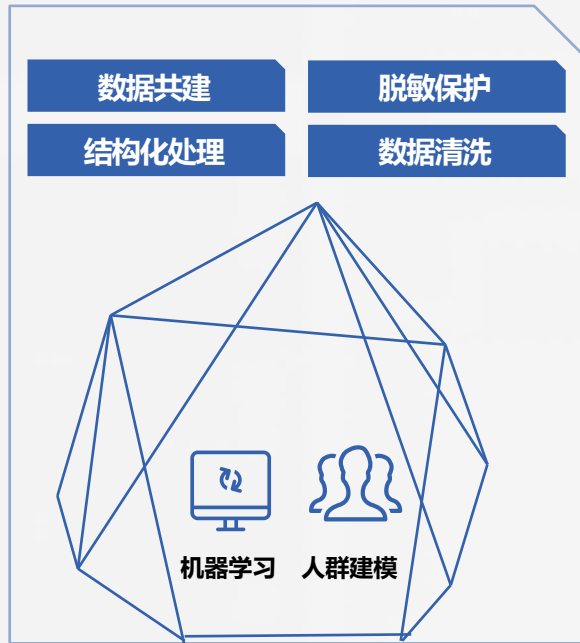 数据共建
脱敏保护
结构化处理
数据清洗
机器学习
人群建模